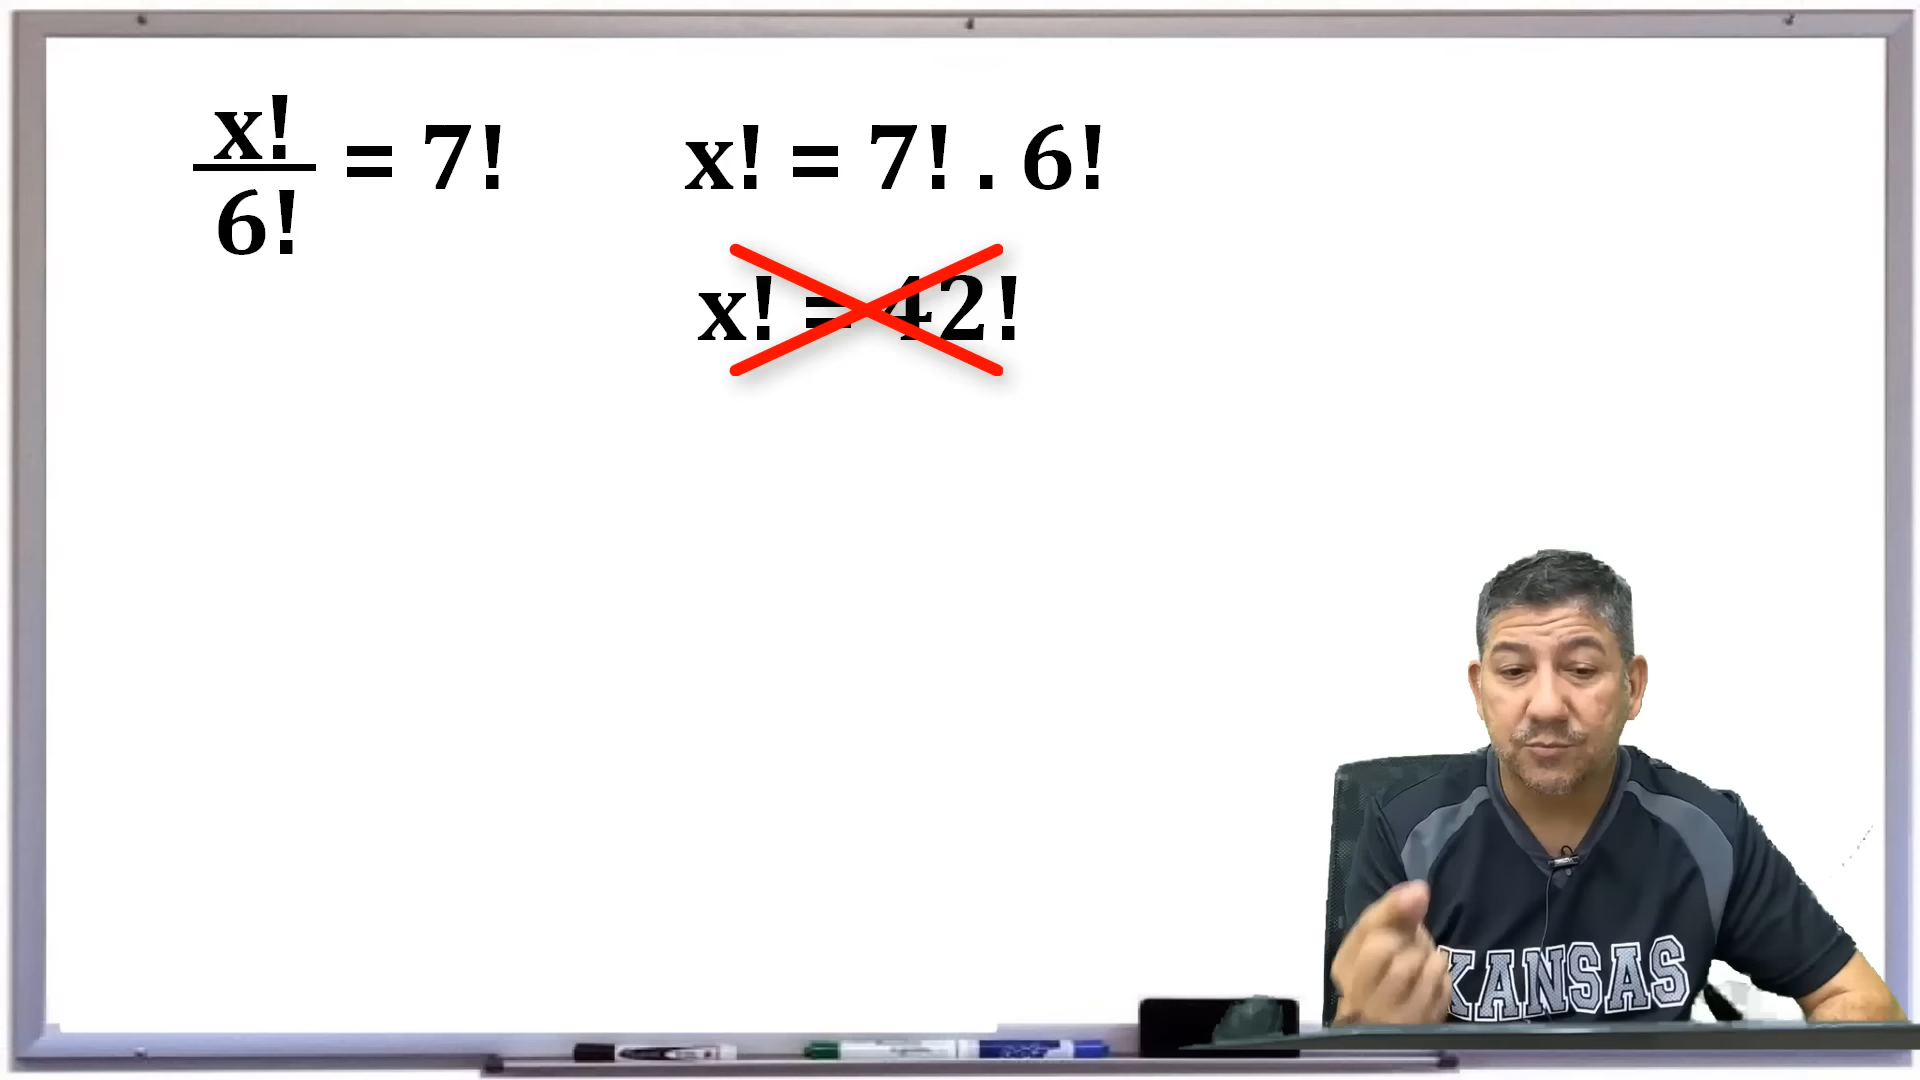 x!/6! = 7!
x! = 7! . 6!
x! = 42!
KANSAS